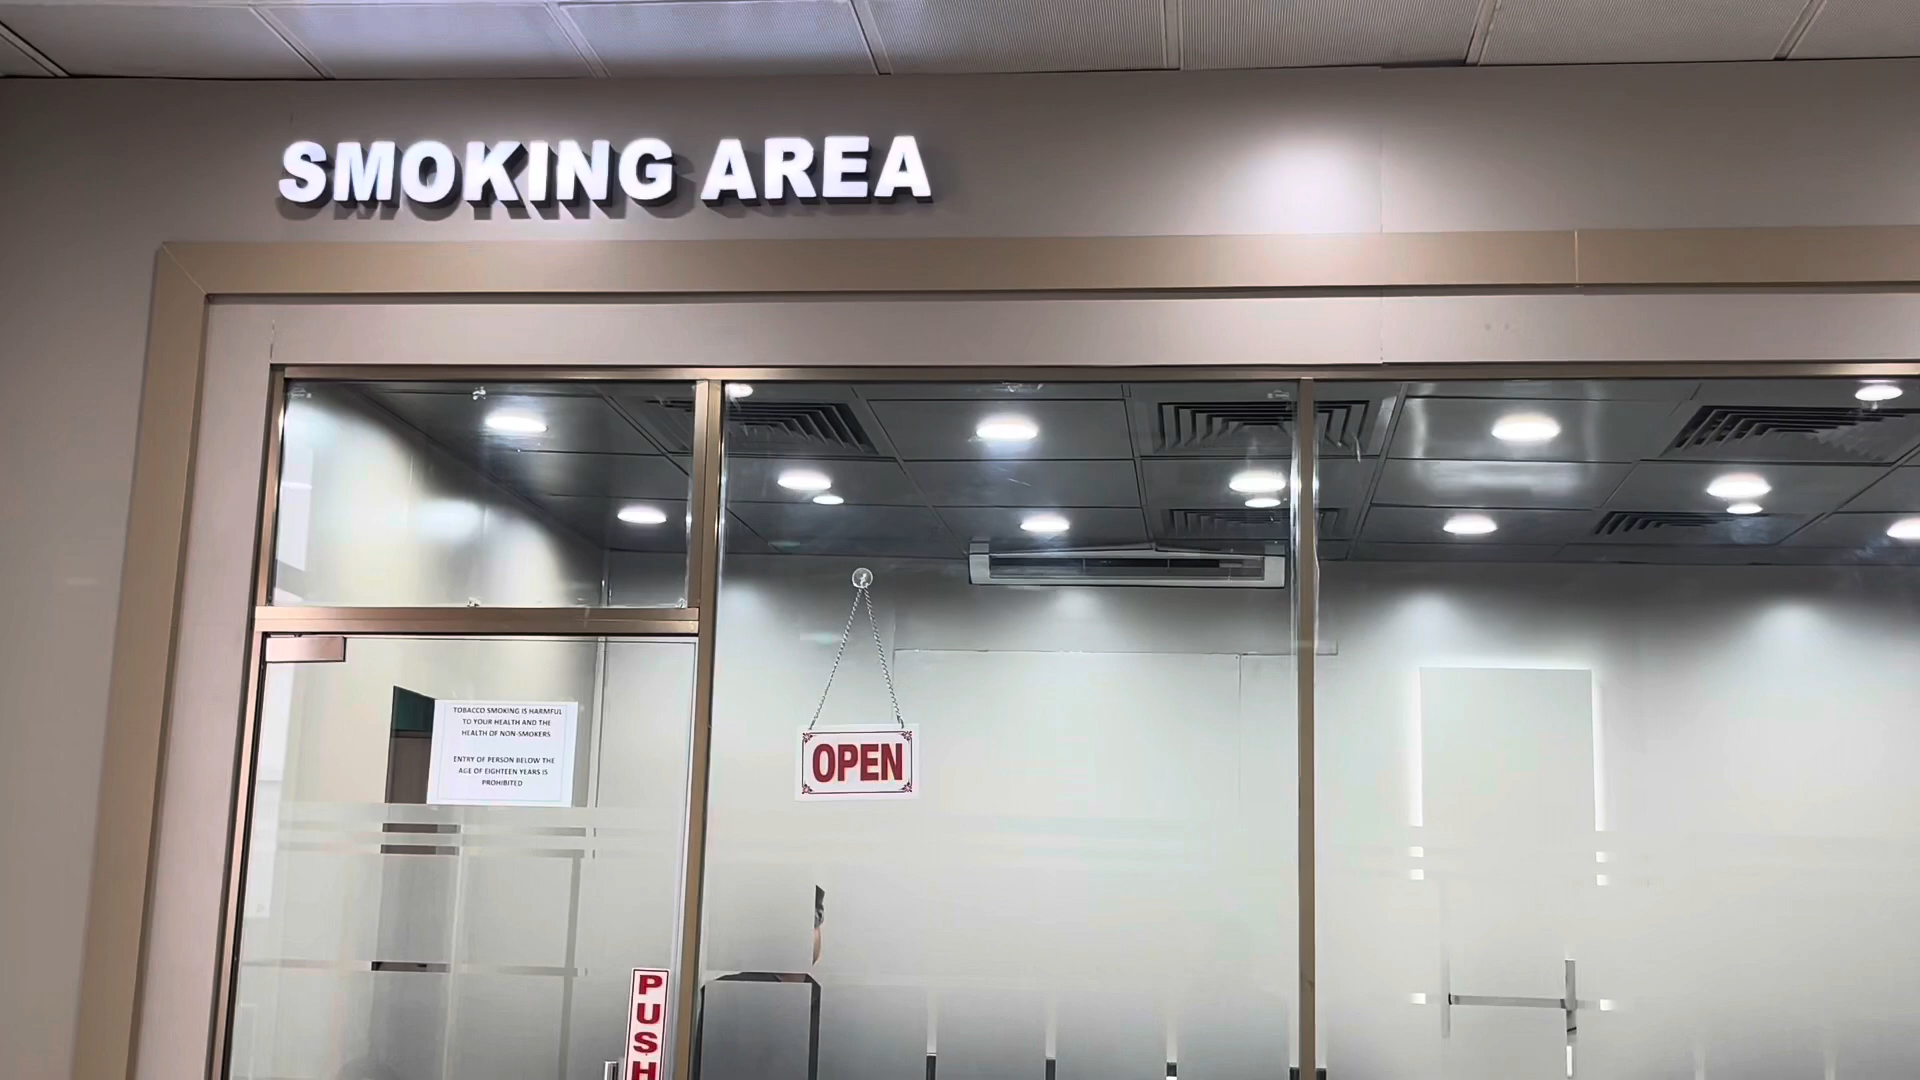 SMOKING AREA
TOBACCO SMOKING IS HARMFUL
TO YOUR HEALTH AND THE
HEALTH OF NON-SMOKERS
ENTRY OF PERSON BELOW THE
AGE OF EIGHTEEN YEARS IS
PROHIBITED
OPEN
PUSH